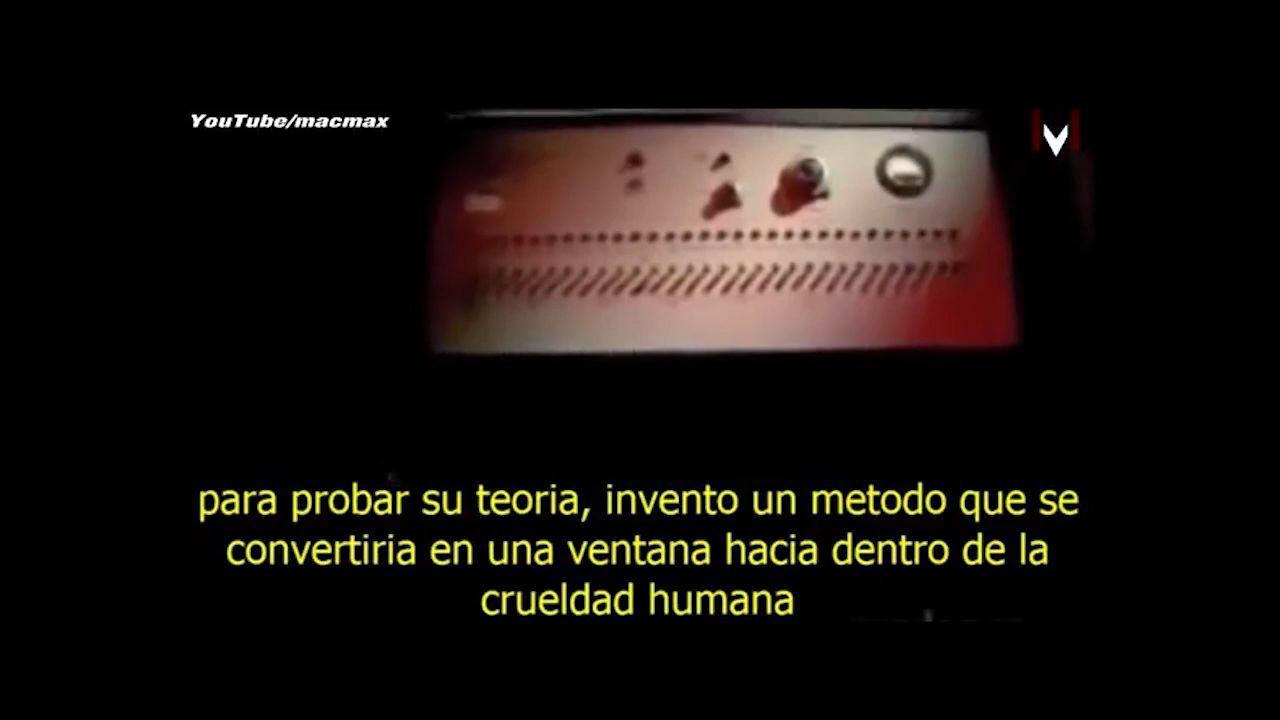 YouTube/macmax
para probar su teoria, invento un metodo que se
convertiria en una ventana hacia dentro de la
crueldad humana